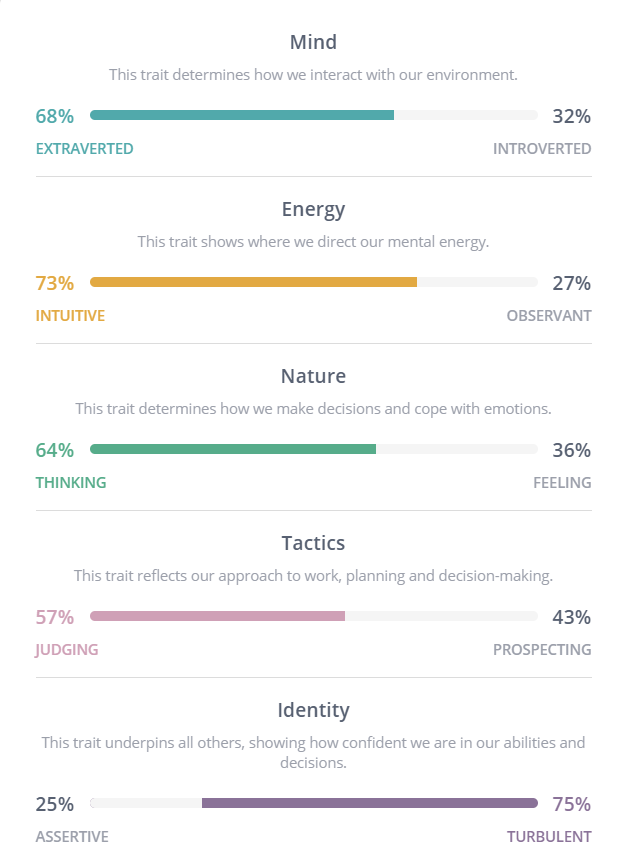 Mind
This trait determines how we interact with our environment.
68% 32%
EXTRAVERTED INTROVERTED
Energy
This trait shows where we direct our mental energy.
73% 27%
INTUITIVE OBSERVANT
Nature
This trait determines how we make decisions and cope with emotions.
64% 36%
THINKING FEELING
Tactics
This trait reflects our approach to work, planning and decision-making.
57% 43%
JUDGING PROSPECTING
Identity
This trait underpins all others, showing how confident we are in our abilities and
decisions.
25% 75%
ASSERTIVE TURBULENT